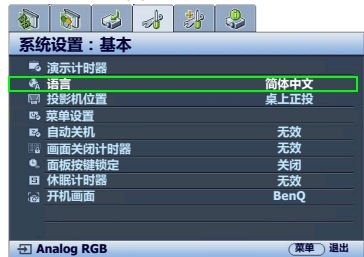 系统设置：基本
演示计时器
语言 简体中文
投影机位置 桌上正投
菜单设置
自动关机 无效
画面关闭计时器 无效
面板按键锁定 关闭
休眠计时器 无效
开机画面 BenQ
Analog RGB 菜单 退出